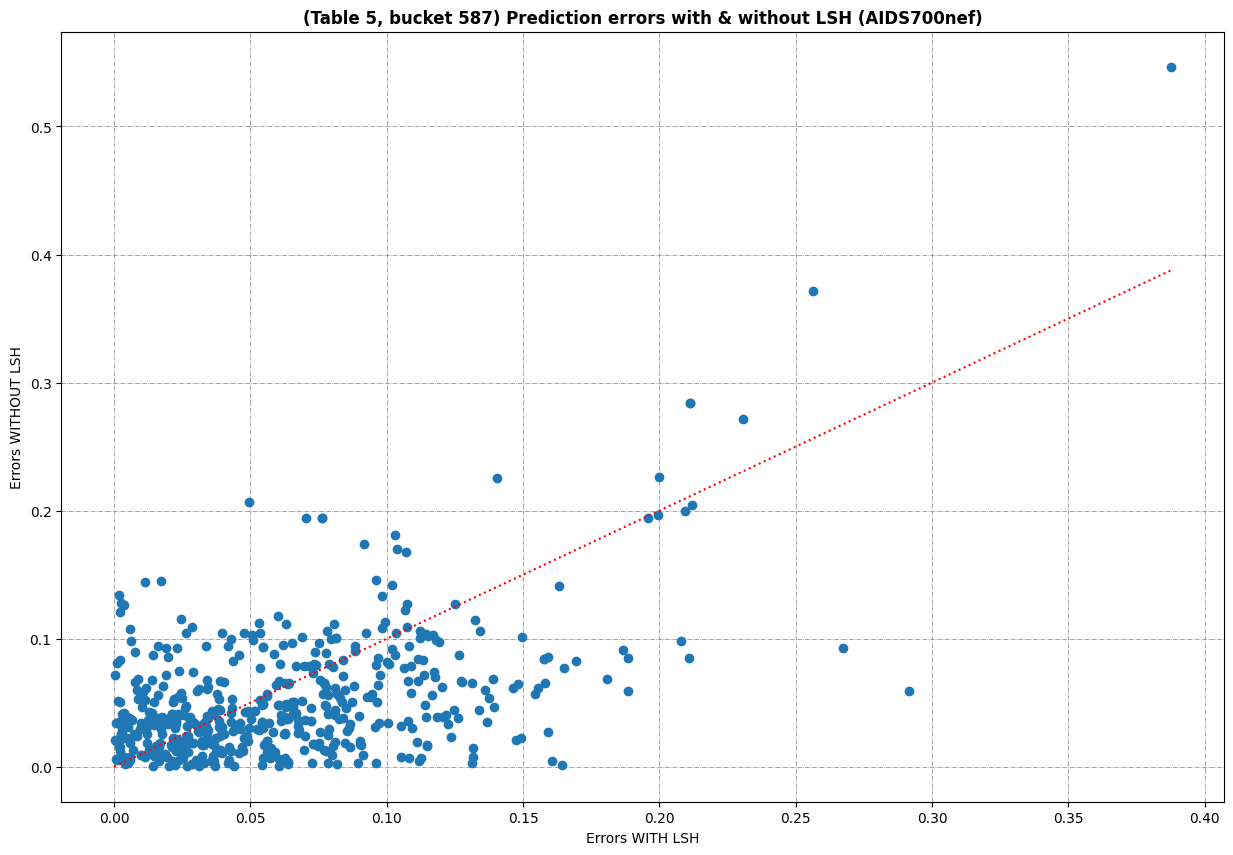 (Table 5, bucket 587) Prediction errors with & without LSH (AIDS700nef)
Errors WITHOUT LSH
0.5
0.4
0.3
0.2
0.1
0.0
0.00 0.05 0.10 0.15 0.20 0.25 0.30 0.35 0.40
Errors WITH LSH